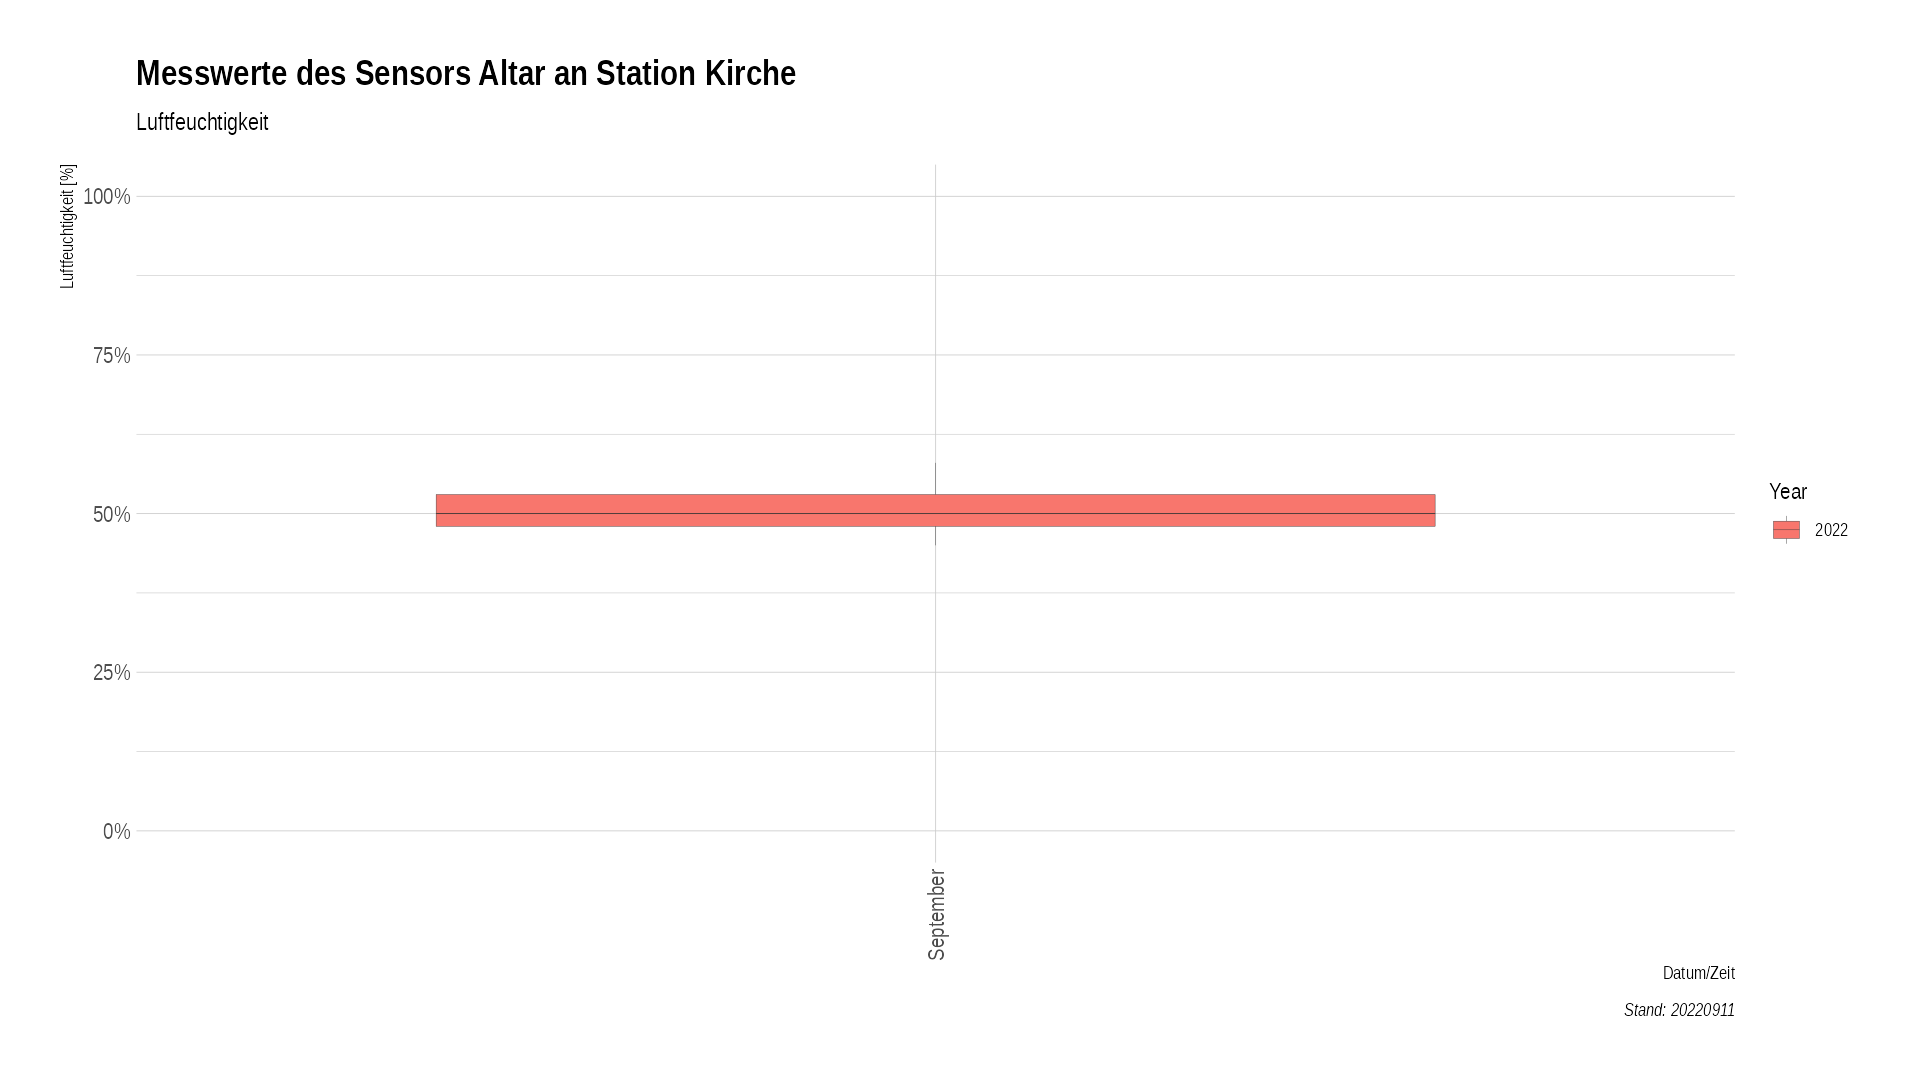 Messwerte des Sensors Altar an Station Kirche
Luftfeuchtigkeit
Luftfeuchtigkeit [%]
100%
75%
50%
25%
0%
September
Datum/Zeit
Stand: 20220911
Year
2022